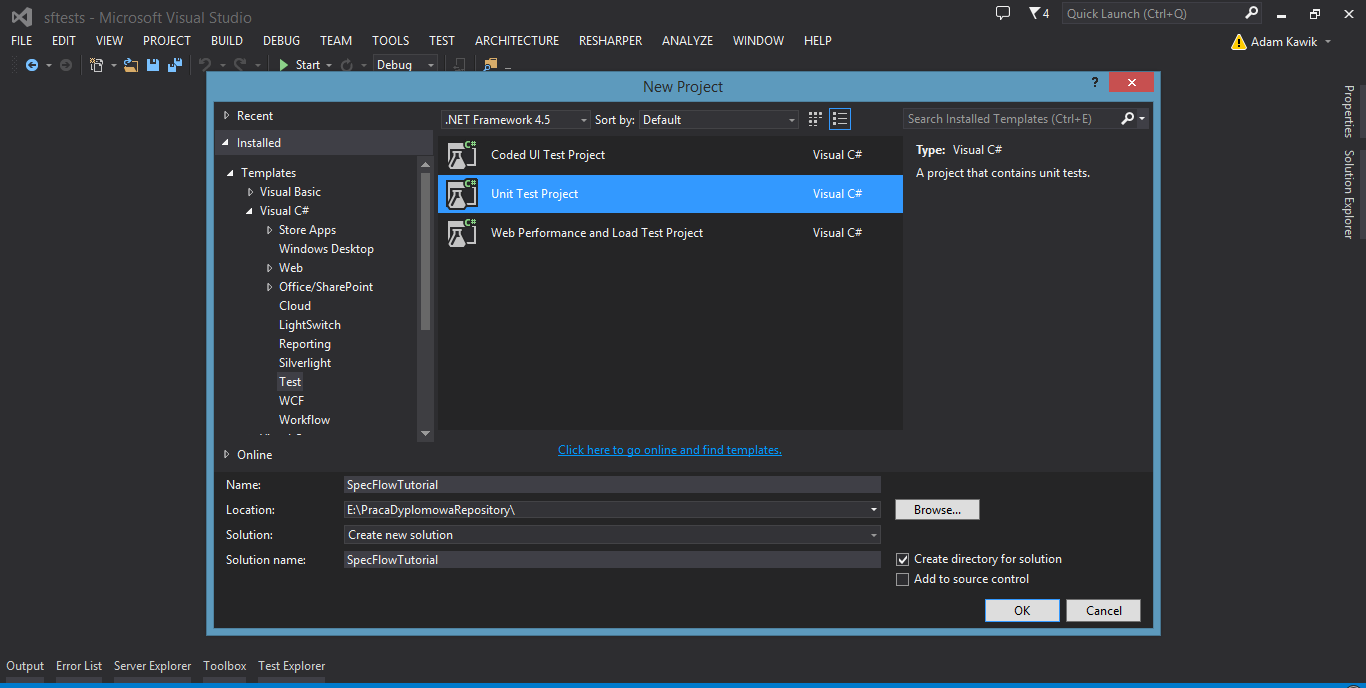 sftests - Microsoft Visual Studio
4
Quick Launch (Ctrl+Q)
FILE EDIT VIEW PROJECT BUILD DEBUG TEAM TOOLS TEST ARCHITECTURE RESHARPER ANALYZE WINDOW HELP
Adam Kawik
Start
Debug
New Project
?
Recent
Installed
Templates
Visual Basic
Visual C#
Store Apps
Windows Desktop
Web
Office/SharePoint
Cloud
LightSwitch
Reporting
Silverlight
Test
WCF
Workflow
Online
.NET Framework 4.5
Sort by: Default
C# Coded UI Test Project Visual C#
C# Unit Test Project Visual C#
C# Web Performance and Load Test Project Visual C#
Click here to go online and find templates.
Search Installed Templates (Ctrl+E)
Type: Visual C#
A project that contains unit tests.
Name: SpecFlowTutorial
Location: E:\PracaDyplomowaRepository\
Browse...
Solution: Create new solution
Solution name: SpecFlowTutorial
Create directory for solution
Add to source control
OK Cancel
Properties
Solution Explorer
Output Error List Server Explorer Toolbox Test Explorer